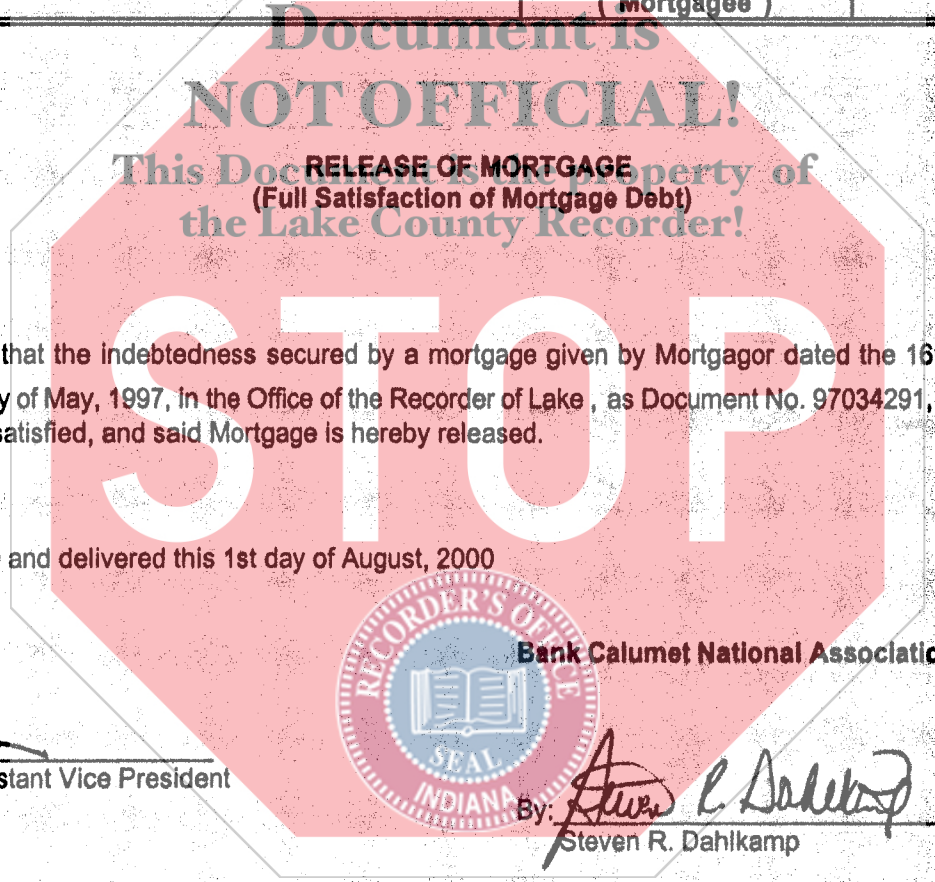 ( Mortgagee )
Document is
NOT OFFICIAL!
This Document is the property of
the Lake County Recorder!
RELEASE OF MORTGAGE
(Full Satisfaction of Mortgage Debt)
STOP
that the indebtedness secured by a mortgage given by Mortgagor dated the 16
y of May, 1997, in the Office of the Recorder of Lake , as Document No. 97034291,
satisfied, and said Mortgage is hereby released.
and delivered this 1st day of August, 2000
RECORDER'S OFFICE
SEAL
INDIANA
Bank Calumet National Associatio
stant Vice President
By: Steven R. Dahlkamp
Steven R. Dahlkamp